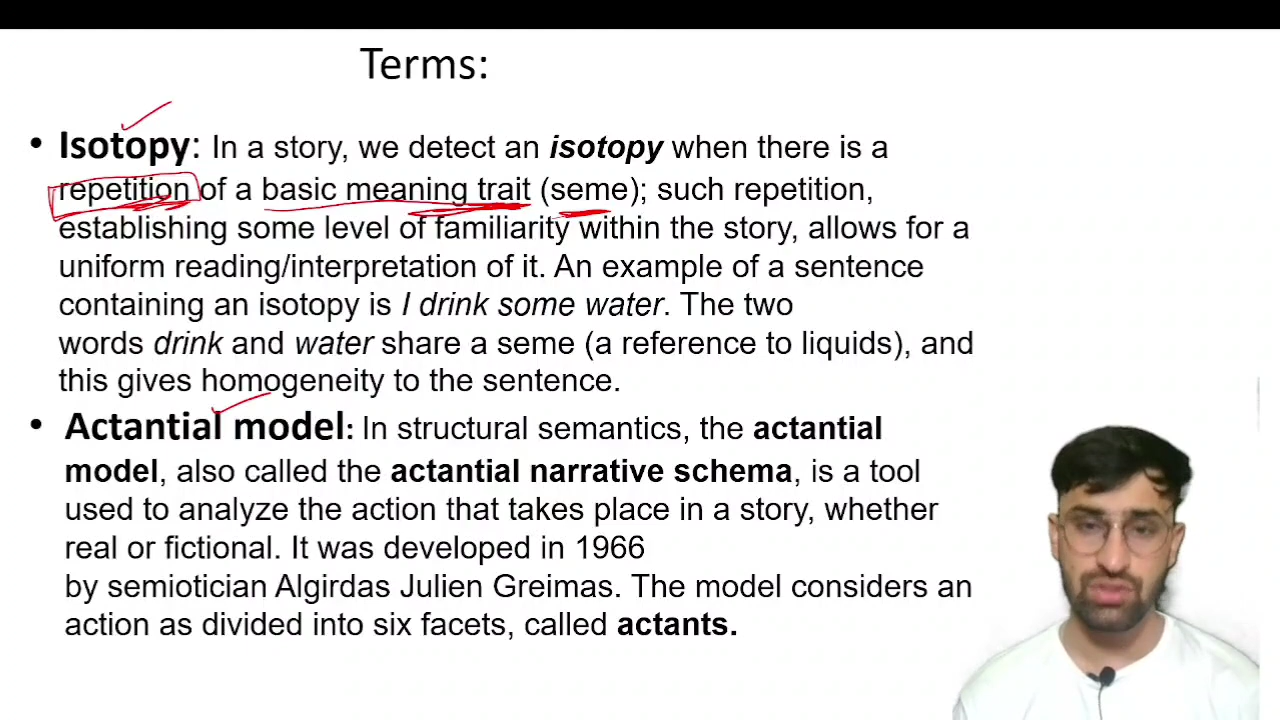 Terms:
• Isotopy: In a story, we detect an isotopy when there is a
repetition of a basic meaning trait (seme); such repetition,
establishing some level of familiarity within the story, allows for a
uniform reading/interpretation of it. An example of a sentence
containing an isotopy is I drink some water. The two
words drink and water share a seme (a reference to liquids), and
this gives homogeneity to the sentence.
• Actantial model: In structural semantics, the actantial
model, also called the actantial narrative schema, is a tool
used to analyze the action that takes place in a story, whether
real or fictional. It was developed in 1966
by semiotician Algirdas Julien Greimas. The model considers an
action as divided into six facets, called actants.